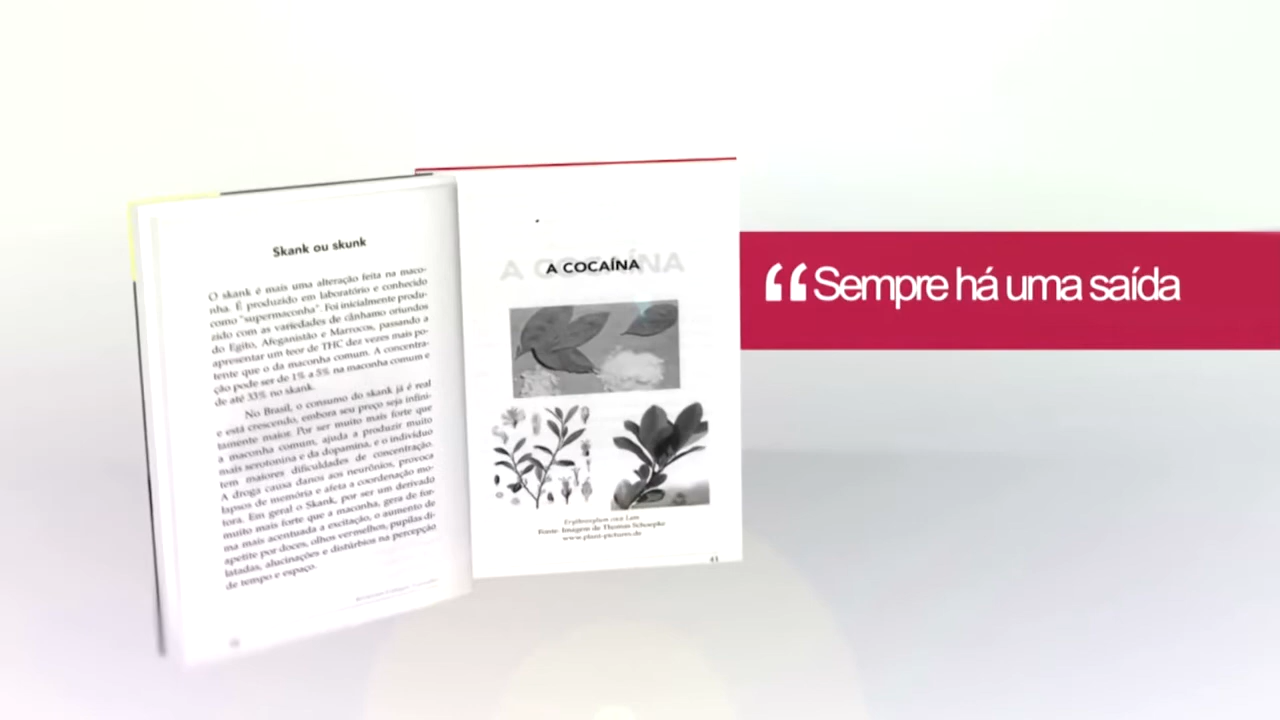 Skank ou skunk
O skank é mais uma alteração feita na maco-
nha. É produzido em laboratório e conhecido
como "supermaconha". Foi inicialmente produ-
zido com as variedades de cânhamo oriundos
do Egito, Afeganistão e Marrocos, passando a
apresentar um teor de THC dez vezes mais po-
tente que o da maconha comum. A concentra-
ção pode ser de 1% a 5% na maconha comum e
de até 33% no skank.
No Brasil, o consumo do skank já é real
e está crescendo, embora seu preço seja infini-
tamente maior. Por ser muito mais forte que
a maconha comum, ajuda a produzir muito
mais serotonina e da dopamina, e o indivíduo
tem maiores dificuldades de concentração.
A droga causa danos aos neurônios, provoca
lapsos de memória e afeta a coordenação mo-
tora. Em geral o Skank, por ser um derivado
muito mais forte que a maconha, gera de for-
ma mais acentuada a excitação, o aumento de
apetite por doces, olhos vermelhos, pupilas di-
latadas, alucinações e distúrbios na percepção
de tempo e espaço.
A COCAÍNA
A COCAÍNA
Erythroxylum coca Lam
Fonte: Imagem de Thomas Schoepke
www.plant-pictures.de
41
“Sempre há uma saída